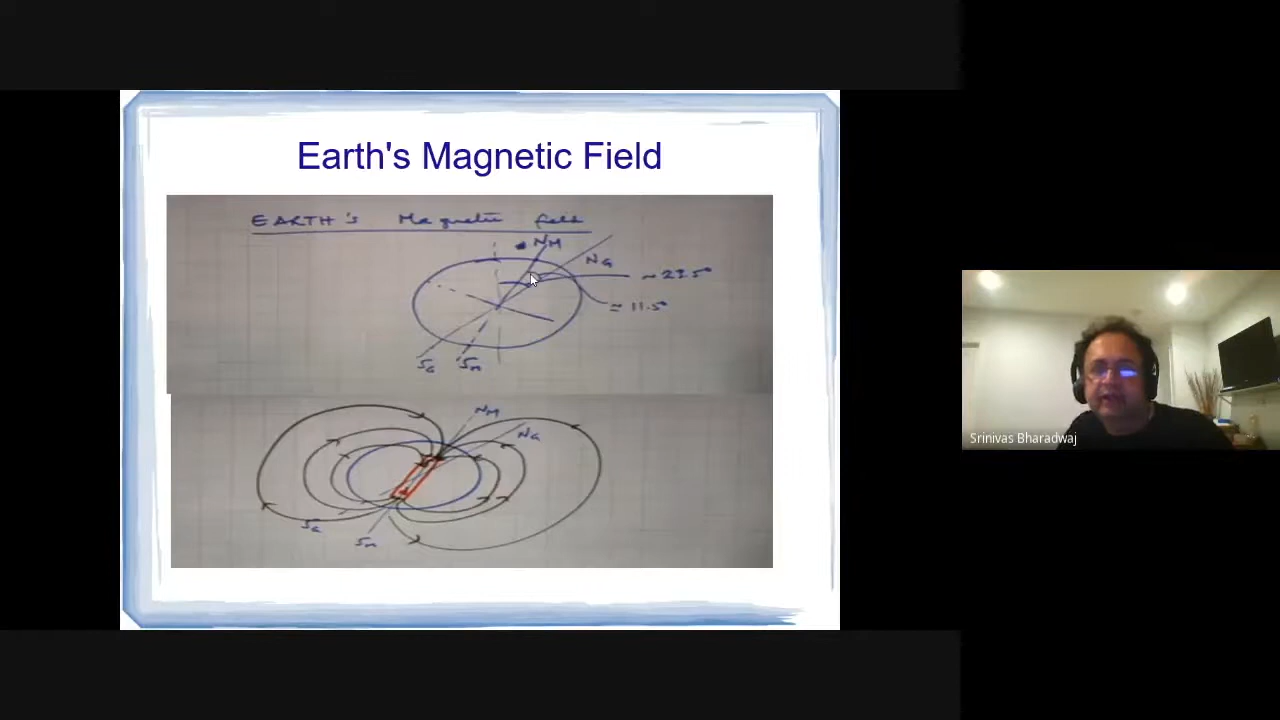 Earth's Magnetic Field
EARTH's Magnetic field
NM
NG
≈ 23.5°
≈ 11.5°
SG
SM
NM
NG
SG
SM
Srinivas Bharadwaj